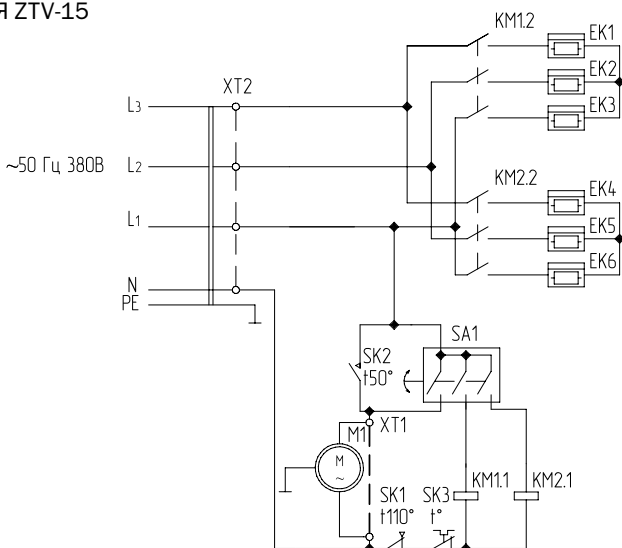 я ZTV-15
KM1.2
EK1
EK2
EK3
XT2
L3
~50 Гц 380В
L2
L1
KM2.2
EK4
EK5
EK6
N
PE
SA1
SK2
t50°
XT1
M1
M
~
SK1
t110°
SK3
t°
KM1.1
KM2.1